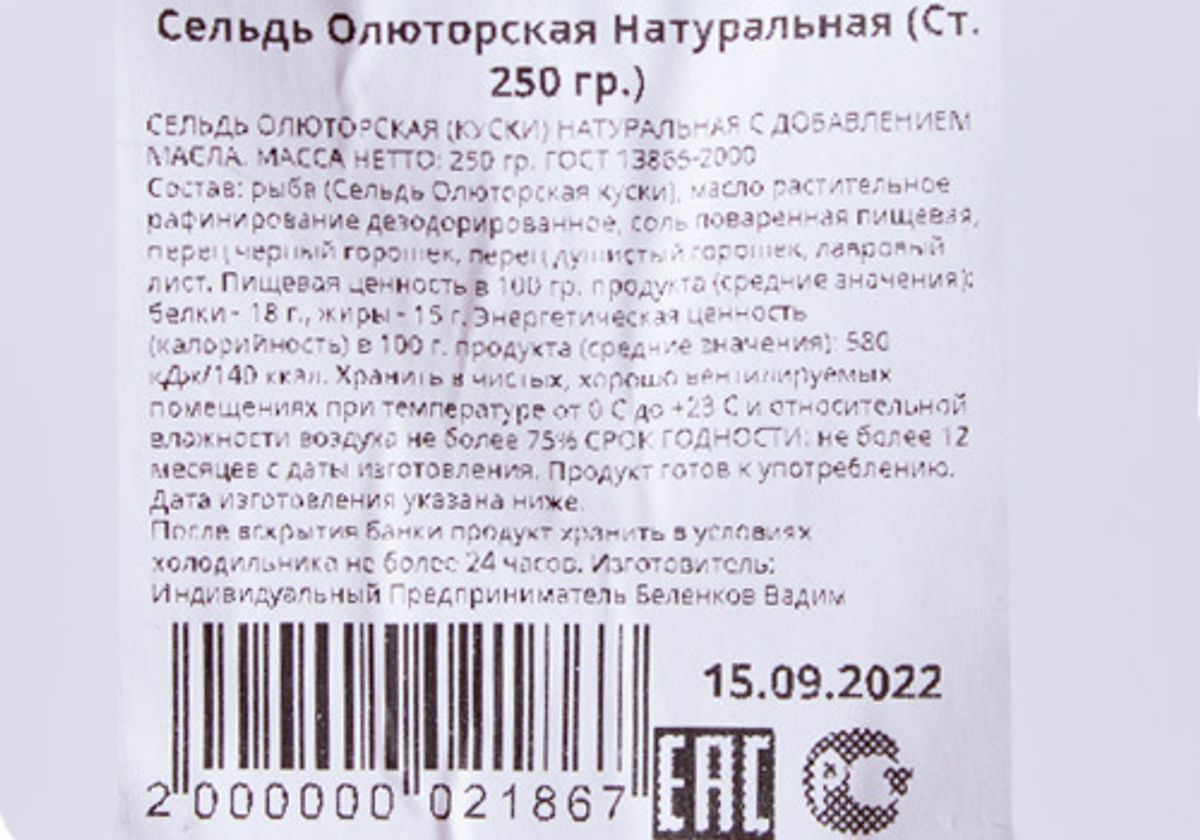 Сельдь Олюторская Натуральная (Ст.
250 гр.)
СЕЛЬДЬ ОЛЮТОРСКАЯ (КУСКИ) НАТУРАЛЬНАЯ С ДОБАВЛЕНИЕМ
МАСЛА. МАССА НЕТТО: 250 гр. ГОСТ 13865-2000
Состав: рыба (Сельдь Олюторская куски), масло растительное
рафинирование дезодорированное, соль поваренная пищевая,
перец черный горошек, перец душистый горошек, лавровый
лист. Пищевая ценность в 100 гр. продукта (средние значения):
белки - 18 г., жиры - 15 г. Энергетическая ценность
(калорийность) в 100 г. продукта (средние значения): 580
кДж/140 ккал. Хранить в чистых, хорошо вентилируемых
помещениях при температуре от 0 С до +23 С и относительной
влажности воздуха не более 75% СРОК ГОДНОСТИ: не более 12
месяцев с даты изготовления. Продукт готов к употреблению.
Дата изготовления указана ниже.
После вскрытия банки продукт хранить в условиях
холодильника не более 24 часов. Изготовитель:
Индивидуальный Предприниматель Беленков Вадим
15.09.2022
2 000000 021867
EAC